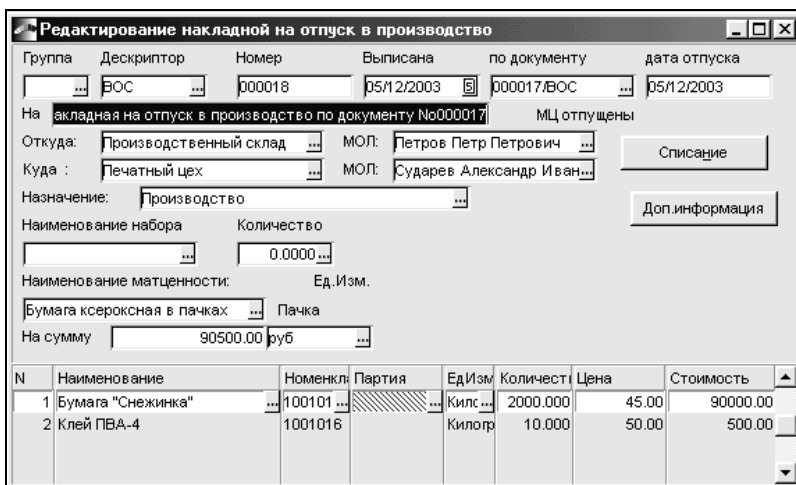 Редактирование накладной на отпуск в производство
Группа Дескриптор Номер Выписана по документу дата отпуска
... ВОС ... 000018 05/12/2003 5 000017/ВОС ... 05/12/2003
На акладная на отпуск в производство по документу No000017 МЦ отпущены
Откуда: Производственный склад ... МОЛ: Петров Петр Петрович ... Списание
Куда : Печатный цех ... МОЛ: Сударев Александр Иван...
Назначение: Производство ... Доп.информация
Наименование набора Количество
... 0.0000 ...
Наименование матценности: Ед.Изм.
Бумага ксероксная в пачках ... Пачка
На сумму 90500.00 руб ...
N Наименование Номенкл Партия ЕдИзм Количест Цена Стоимость
1 Бумага "Снежинка" ... 100101 ... ... Килс ... 2000.000 45.00 90000.00
2 Клей ПВА-4 1001016 Килогр 10.000 50.00 500.00